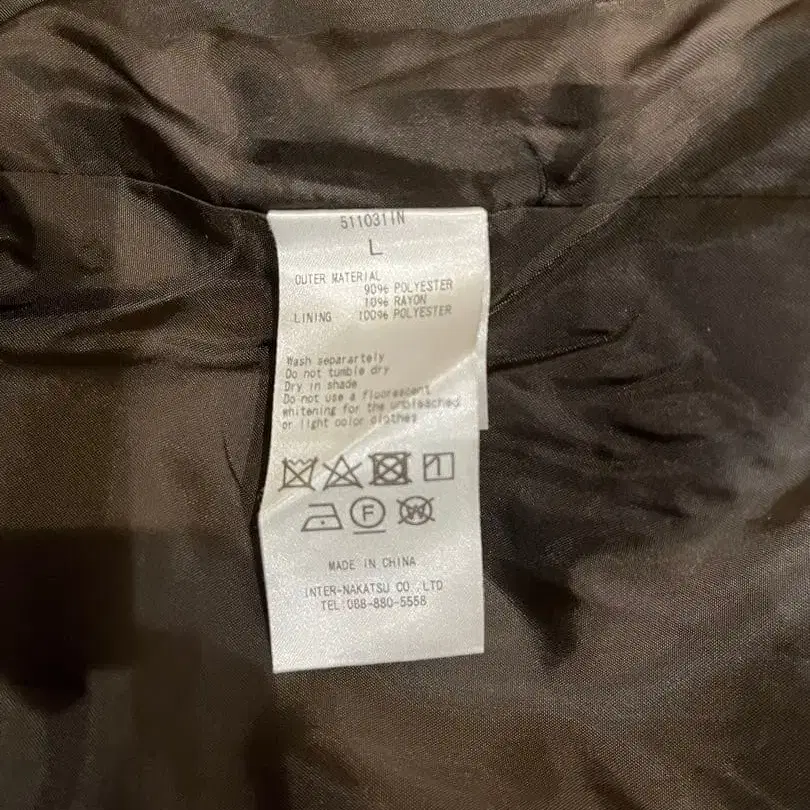 511031IN
L
OUTER MATERIAL
90% POLYESTER
10% RAYON
LINING 100% POLYESTER
Wash separartely
Do not tumble dry
Dry in shade
Do not use a fluorescent
whitening for the unbleached
or light color clothes
F
W
MADE IN CHINA
INTER-NAKATSU CO.,LTD
TEL:088-880-5558